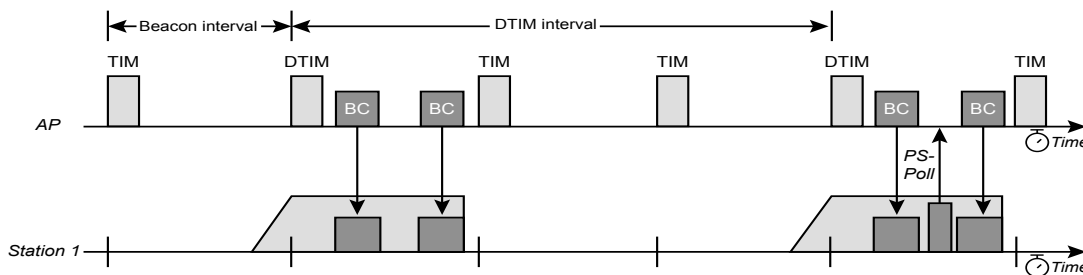 Beacon interval
DTIM interval
TIM
DTIM
TIM
TIM
DTIM
TIM
BC
BC
BC
BC
AP
Time
PS-
Poll
Station 1
Time